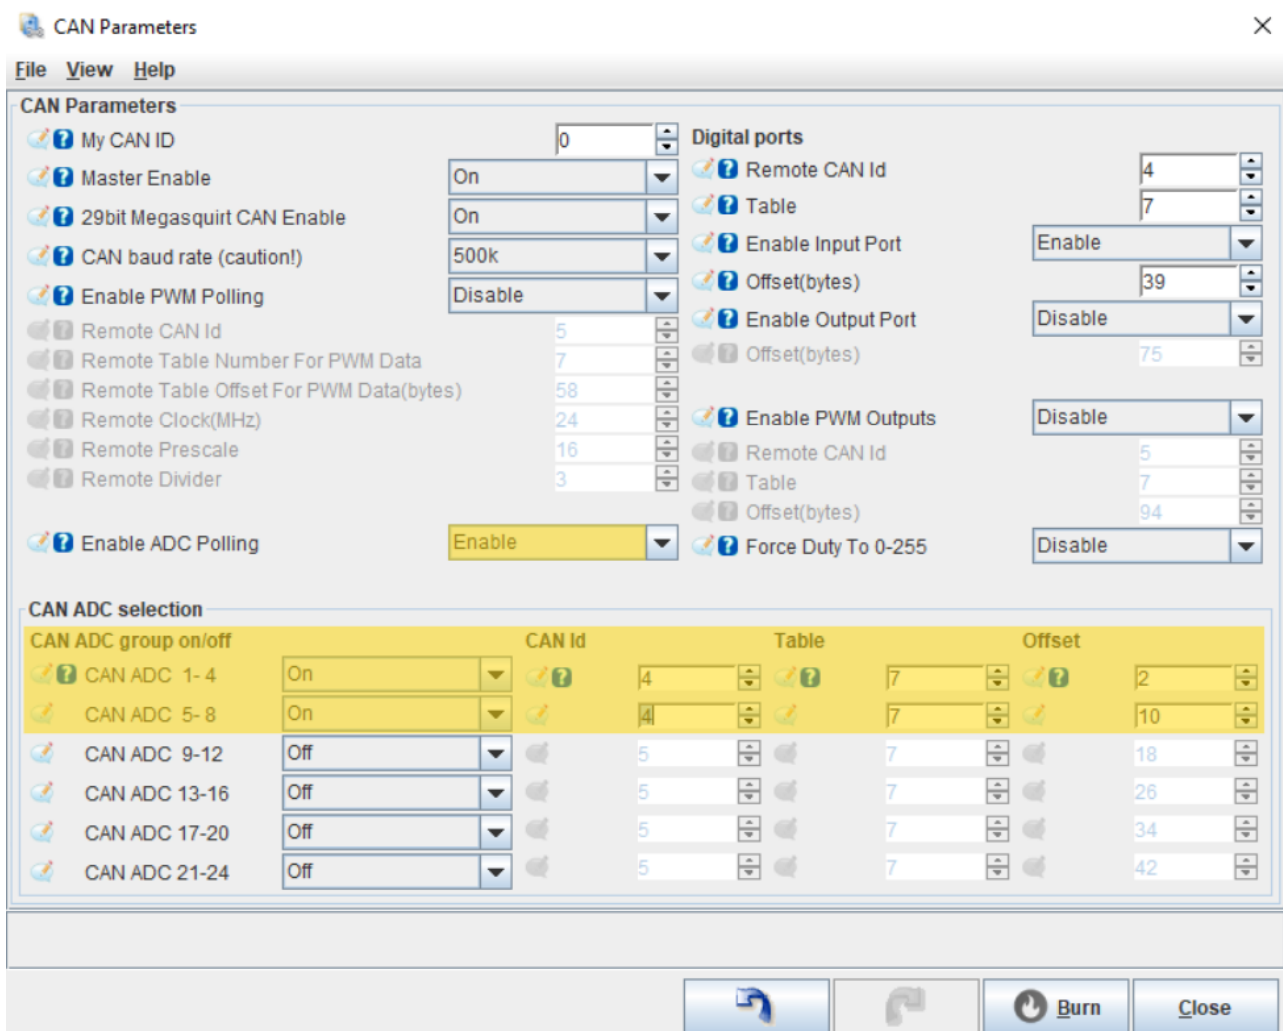 CAN Parameters
File View Help
CAN Parameters
My CAN ID 0
Master Enable On
29bit Megasquirt CAN Enable On
CAN baud rate (caution!) 500k
Enable PWM Polling Disable
Remote CAN Id 5
Remote Table Number For PWM Data 7
Remote Table Offset For PWM Data(bytes) 58
Remote Clock(MHz) 24
Remote Prescale 16
Remote Divider 3
Enable ADC Polling Enable
Digital ports
Remote CAN Id 4
Table 7
Enable Input Port Enable
Offset(bytes) 39
Enable Output Port Disable
Offset(bytes) 75
Enable PWM Outputs Disable
Remote CAN Id 5
Table 7
Offset(bytes) 94
Force Duty To 0-255 Disable
CAN ADC selection
CAN ADC group on/off CAN Id Table Offset
CAN ADC 1- 4 On 4 7 2
CAN ADC 5- 8 On 4 7 10
CAN ADC 9-12 Off 5 7 18
CAN ADC 13-16 Off 5 7 26
CAN ADC 17-20 Off 5 7 34
CAN ADC 21-24 Off 5 7 42
Burn Close